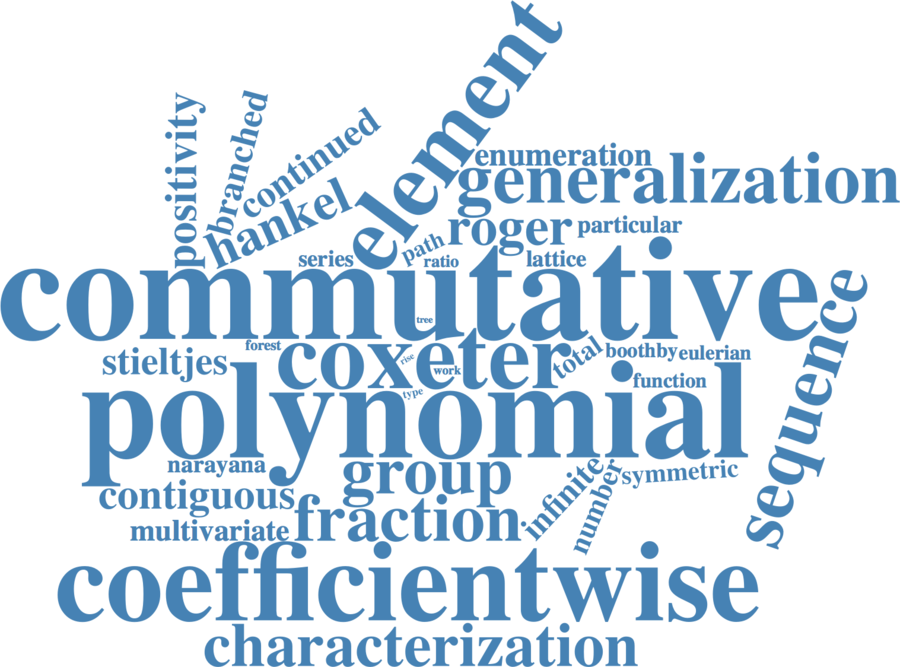 element
positivity
branched
continued
hankel
enumeration
generalization
roger
particular
path
series
ratio
lattice
commutative
sequence
tree
forest
coxeter
stieltjes
rise
work
total
boothby
eulerian
function
type
polynomial
narayana
group
infinite
number
symmetric
contiguous
multivariate
fraction
coefficientwise
characterization